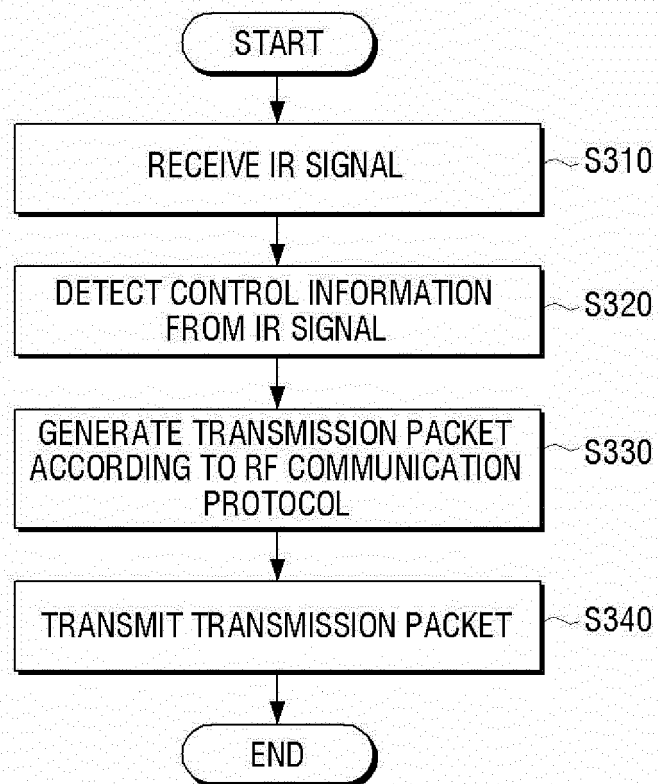 START
RECEIVE IR SIGNAL
S310
DETECT CONTROL INFORMATION
FROM IR SIGNAL
S320
GENERATE TRANSMISSION PACKET
ACCORDING TO RF COMMUNICATION
PROTOCOL
S330
TRANSMIT TRANSMISSION PACKET
S340
END